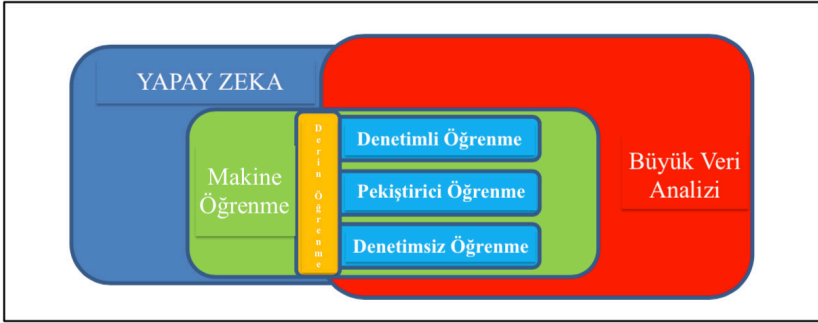 YAPAY ZEKA
Makine
Öğrenme
Derin Öğrenme
Denetimli Öğrenme
Pekiştirici Öğrenme
Denetimsiz Öğrenme
Büyük Veri
Analizi